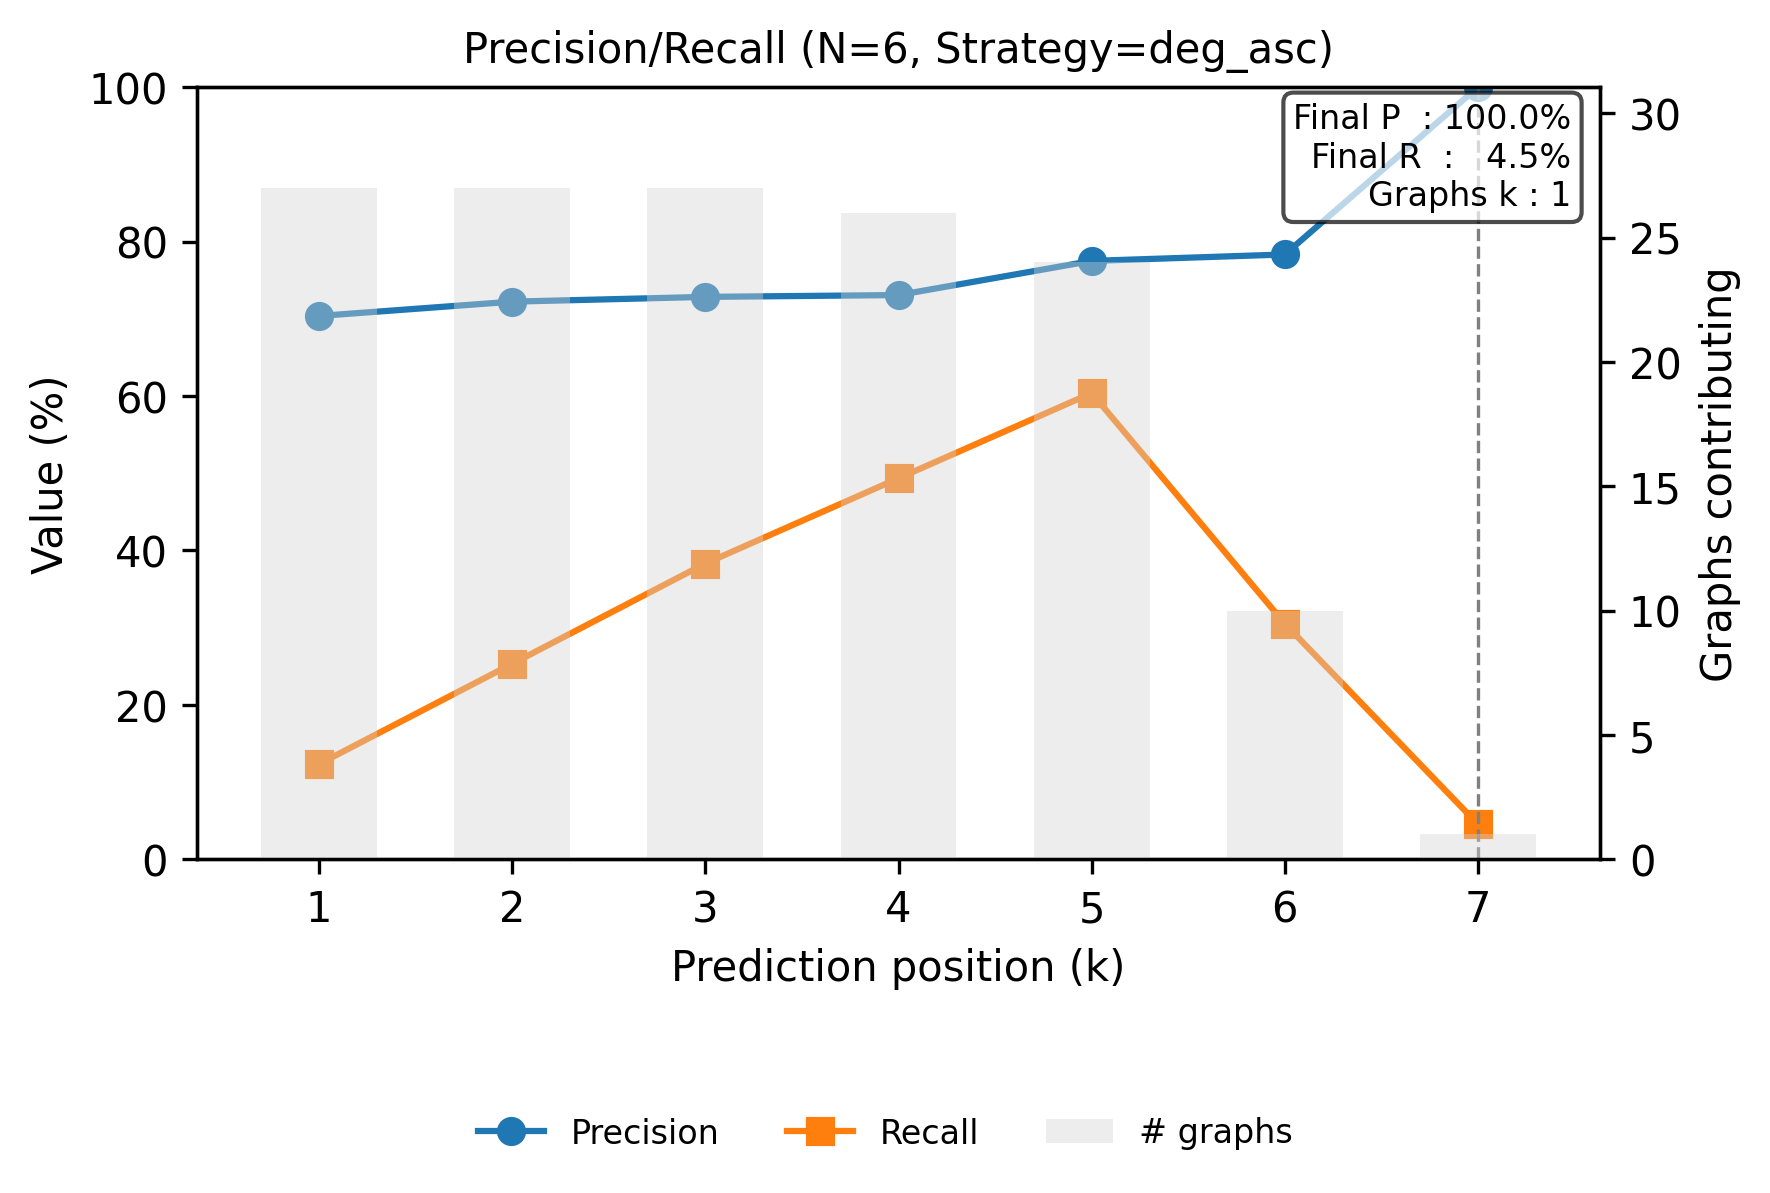 Precision/Recall (N=6, Strategy=deg_asc)
100
80
60
40
20
0
Value (%)
Final P : 100.0%
Final R : 4.5%
Graphs k : 1
30
25
20
15
10
5
0
Graphs contributing
1 2 3 4 5 6 7
Prediction position (k)
Precision Recall # graphs